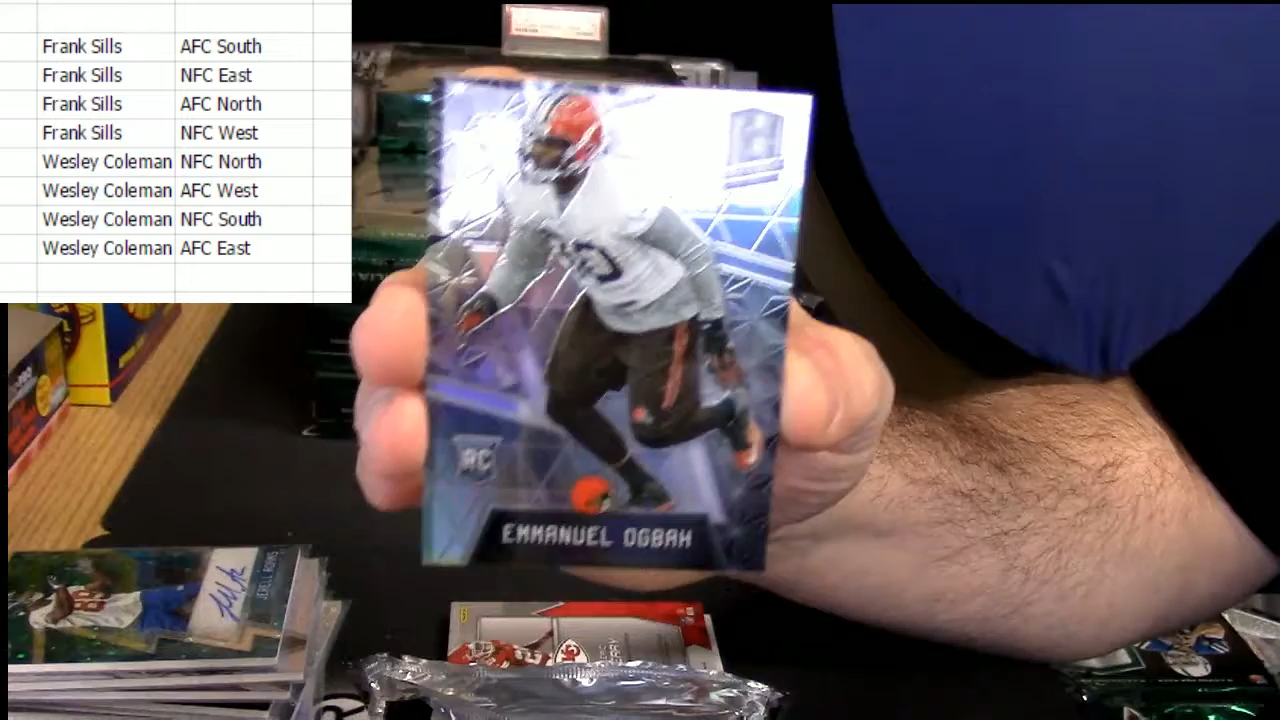 Frank Sills AFC South
Frank Sills NFC East
Frank Sills AFC North
Frank Sills NFC West
Wesley Coleman NFC North
Wesley Coleman AFC West
Wesley Coleman NFC South
Wesley Coleman AFC East
RC
EMMANUEL OGBAH